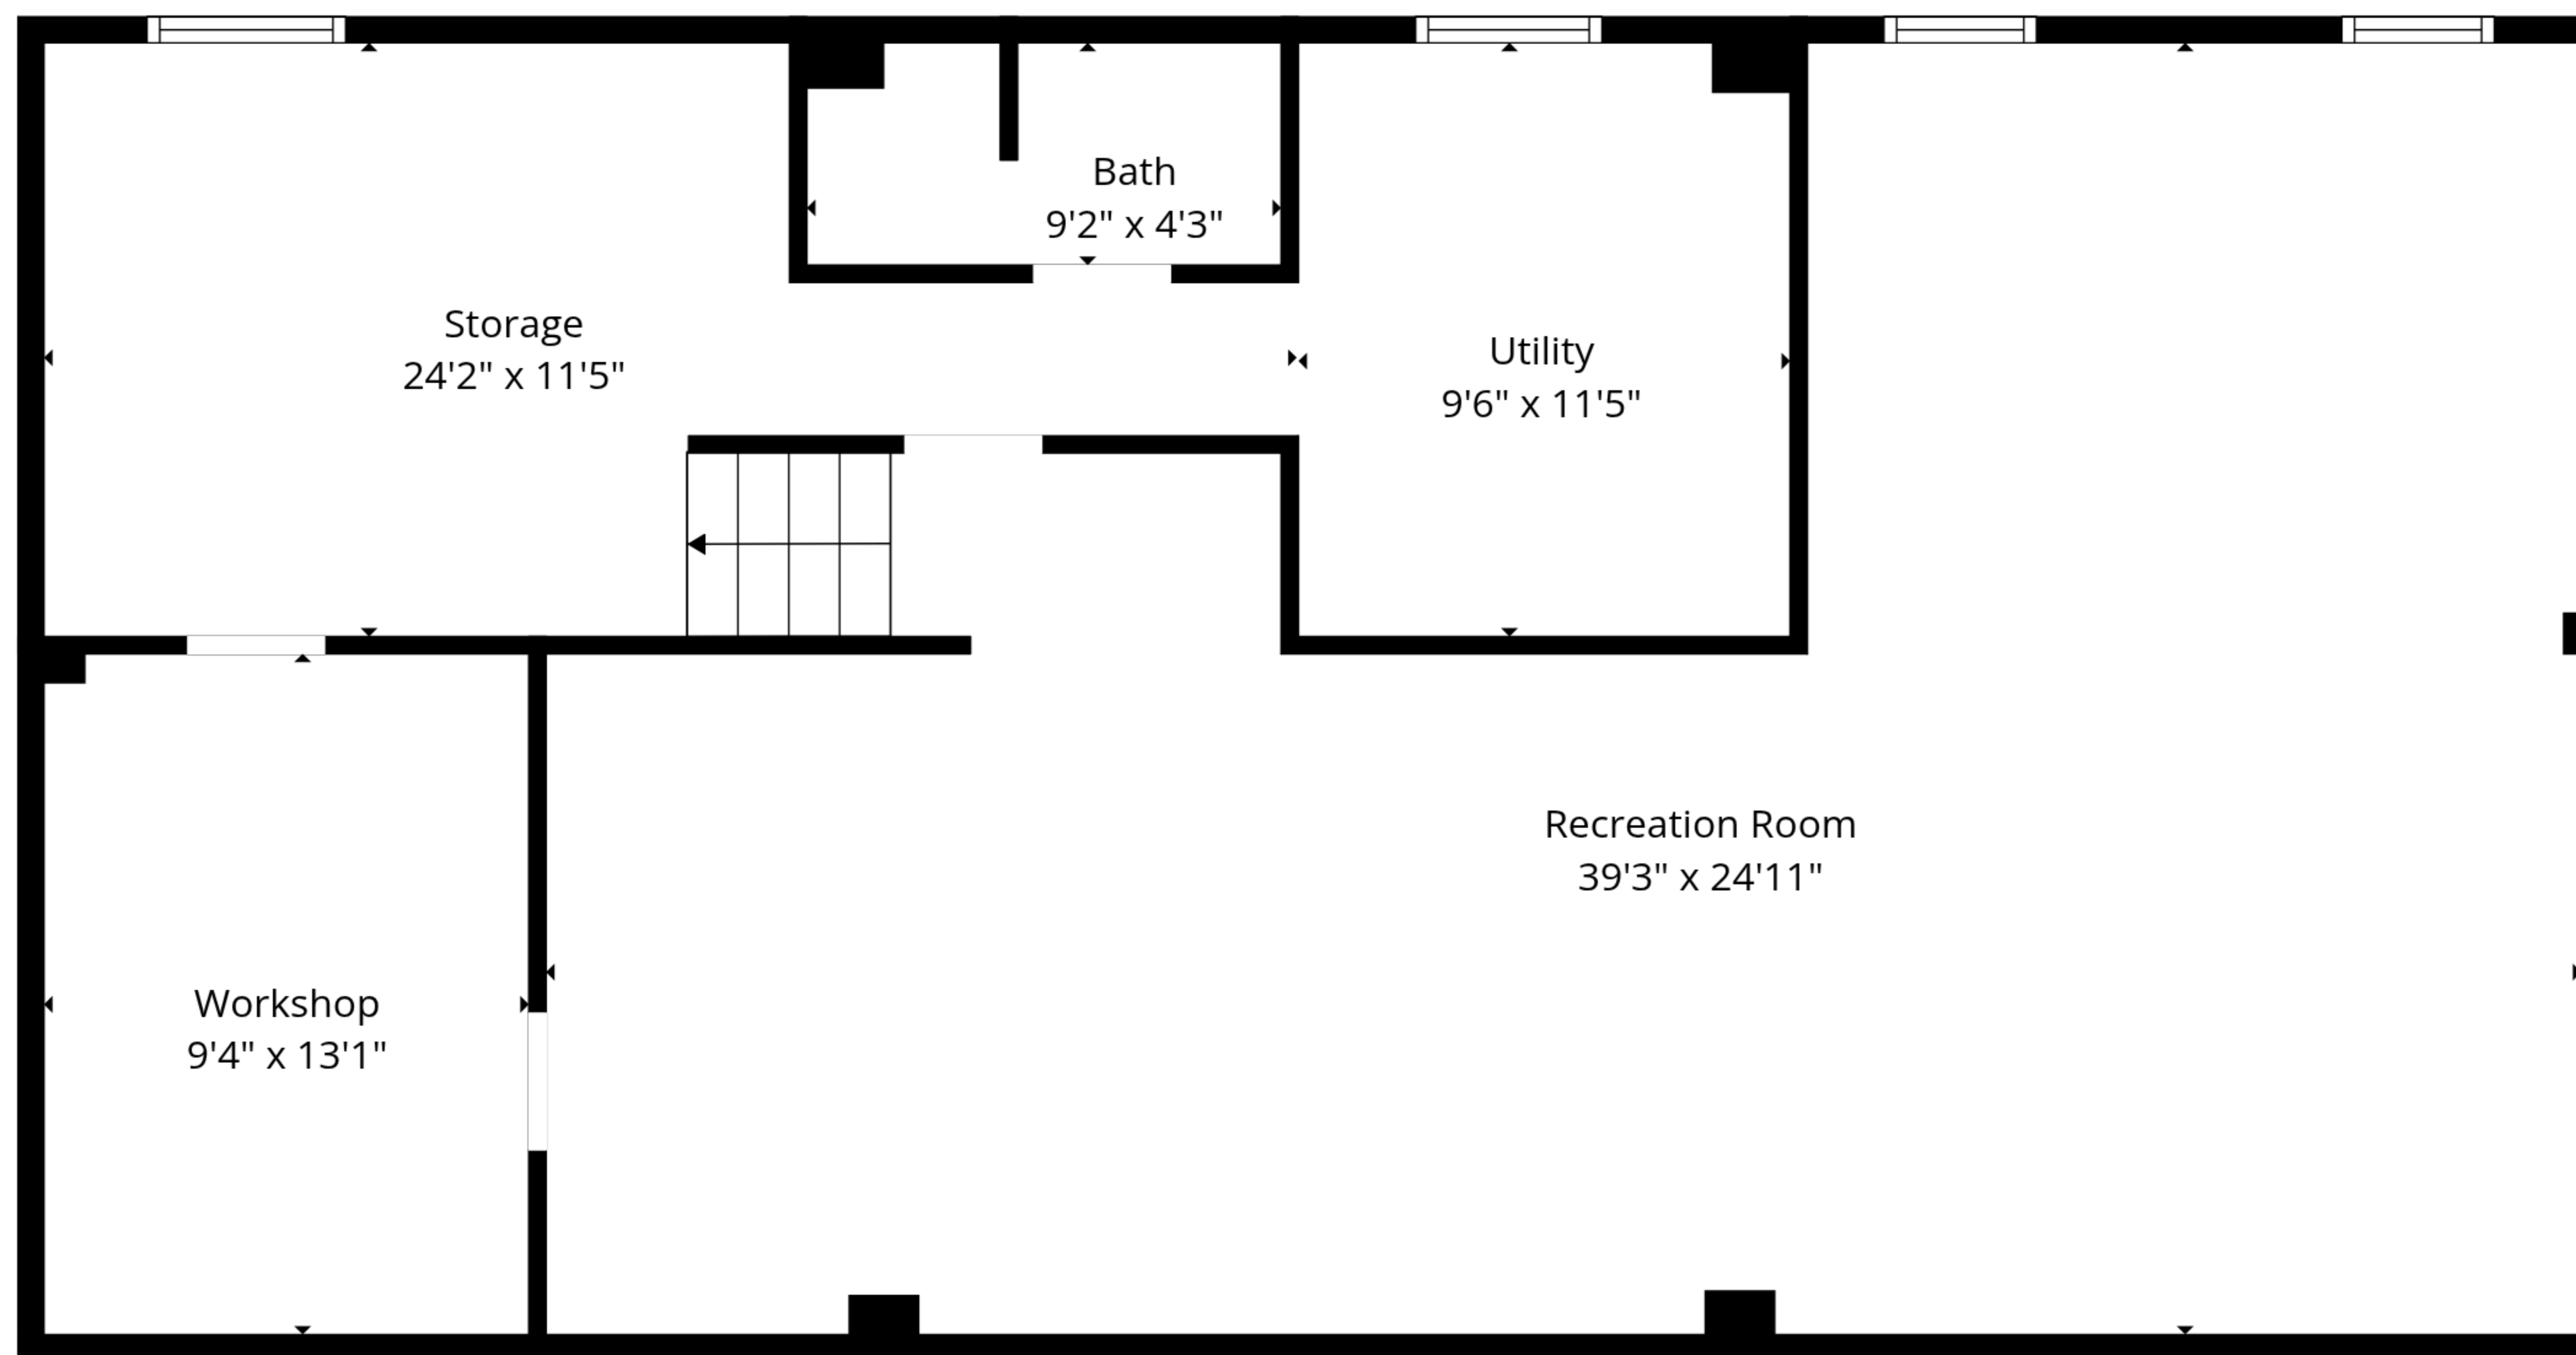 Bath
9'2" x 4'3"
Storage
24'2" x 11'5"
Utility
9'6" x 11'5"
Recreation Room
39'3" x 24'11"
Workshop
9'4" x 13'1"